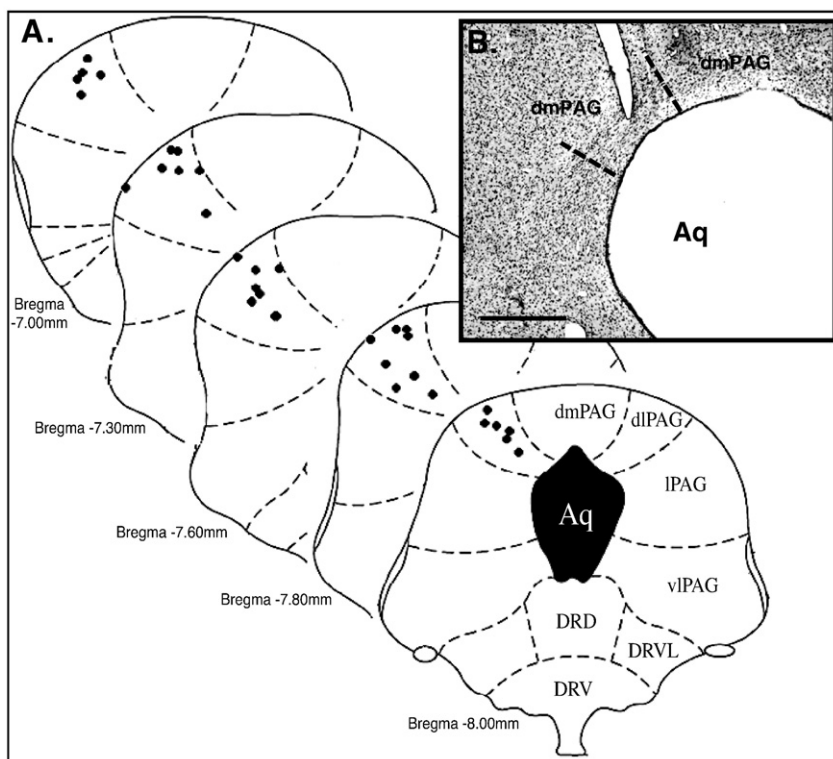 A.
B.
dmPAG
dmPAG
Aq
Bregma
-7.00mm
Bregma -7.30mm
Bregma -7.60mm
Bregma -7.80mm
dmPAG
dlPAG
lPAG
Aq
vlPAG
DRD
DRVL
DRV
Bregma -8.00mm